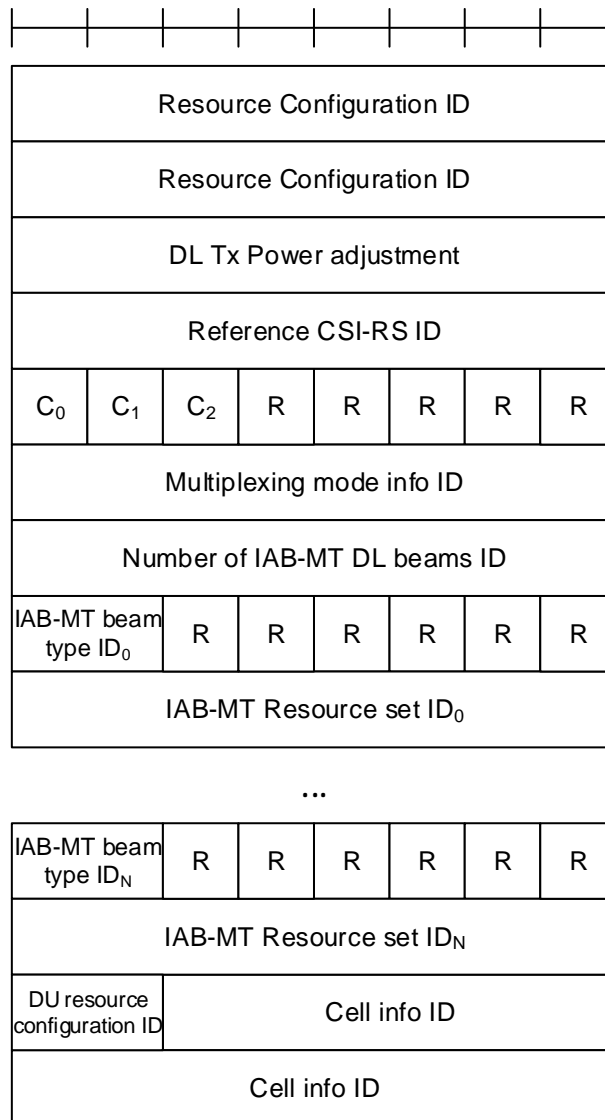 Resource Configuration ID
Resource Configuration ID
DL Tx Power adjustment
Reference CSI-RS ID
C₀ C₁ C₂ R R R R R
Multiplexing mode info ID
Number of IAB-MT DL beams ID
IAB-MT beam
type ID₀ R R R R R R
IAB-MT Resource set ID₀
...
IAB-MT beam
type ID_N R R R R R R
IAB-MT Resource set ID_N
DU resource
configuration ID Cell info ID
Cell info ID